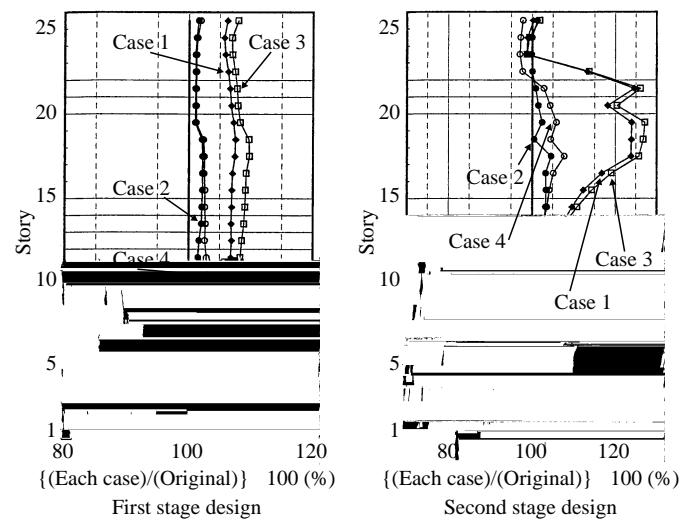 25
Case 1
Case 3
20
Case 2
15
Story
Case 4
10
5
1
80
100
120
{(Each case)/(Original)} 100 (%)
First stage design
25
20
Case 2
15
Story
Case 4
Case 3
10
Case 1
5
1
80
100
120
{(Each case)/(Original)} 100 (%)
Second stage design